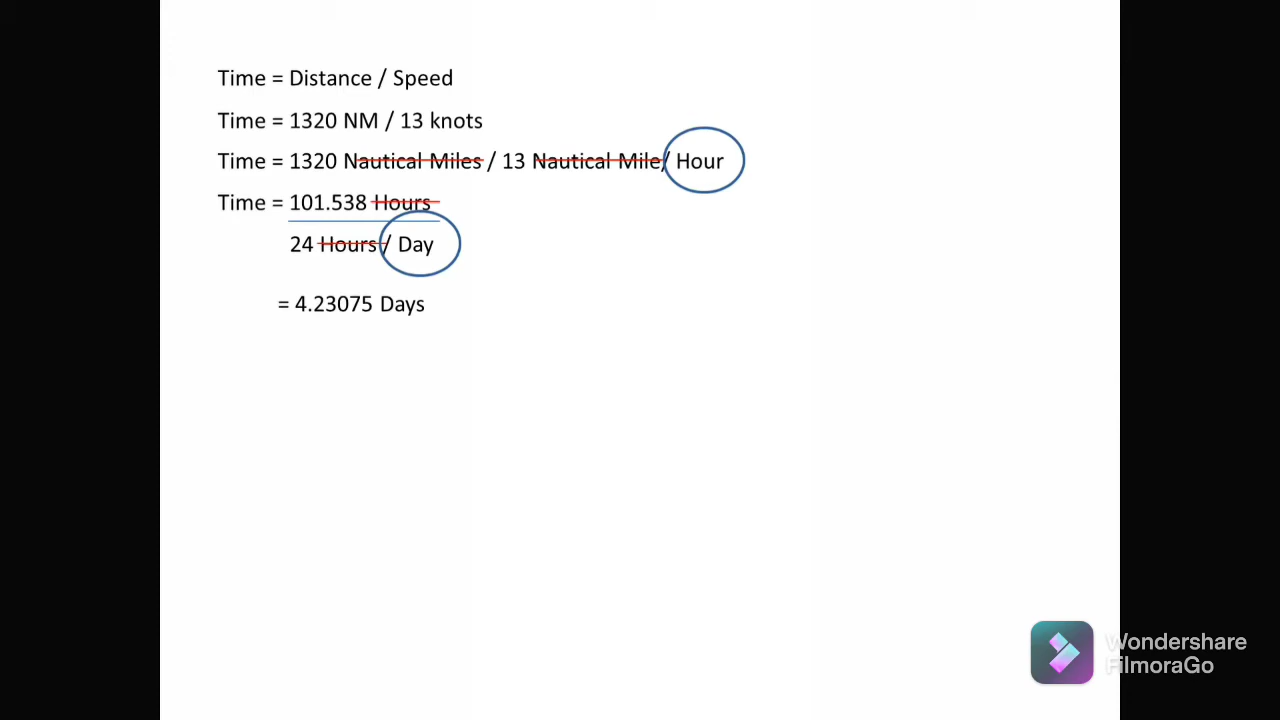 Time = Distance / Speed
Time = 1320 NM / 13 knots
Time = 1320 Nautical Miles / 13 Nautical Mile/ Hour
Time = 101.538 Hours
24 Hours / Day
= 4.23075 Days
Wondershare
FilmoraGo